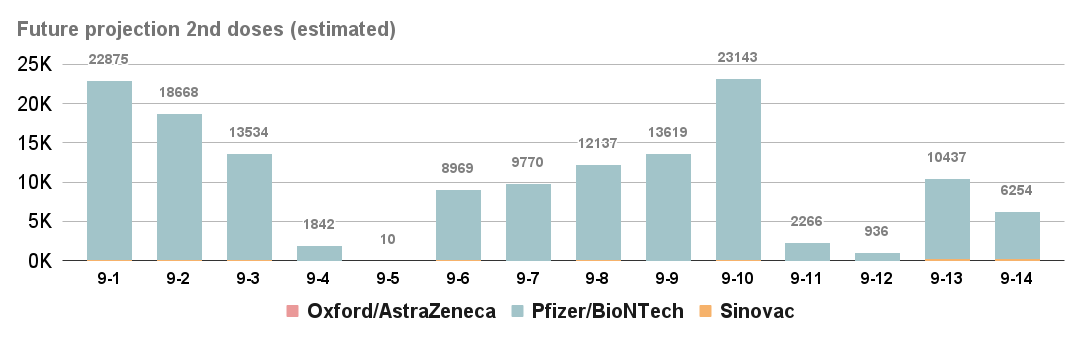 Future projection 2nd doses (estimated)
25K
20K
15K
10K
5K
0K
22875
18668
13534
1842
10
8969
9770
12137
13619
23143
2266
936
10437
6254
9-1 9-2 9-3 9-4 9-5 9-6 9-7 9-8 9-9 9-10 9-11 9-12 9-13 9-14
Oxford/AstraZeneca Pfizer/BioNTech Sinovac